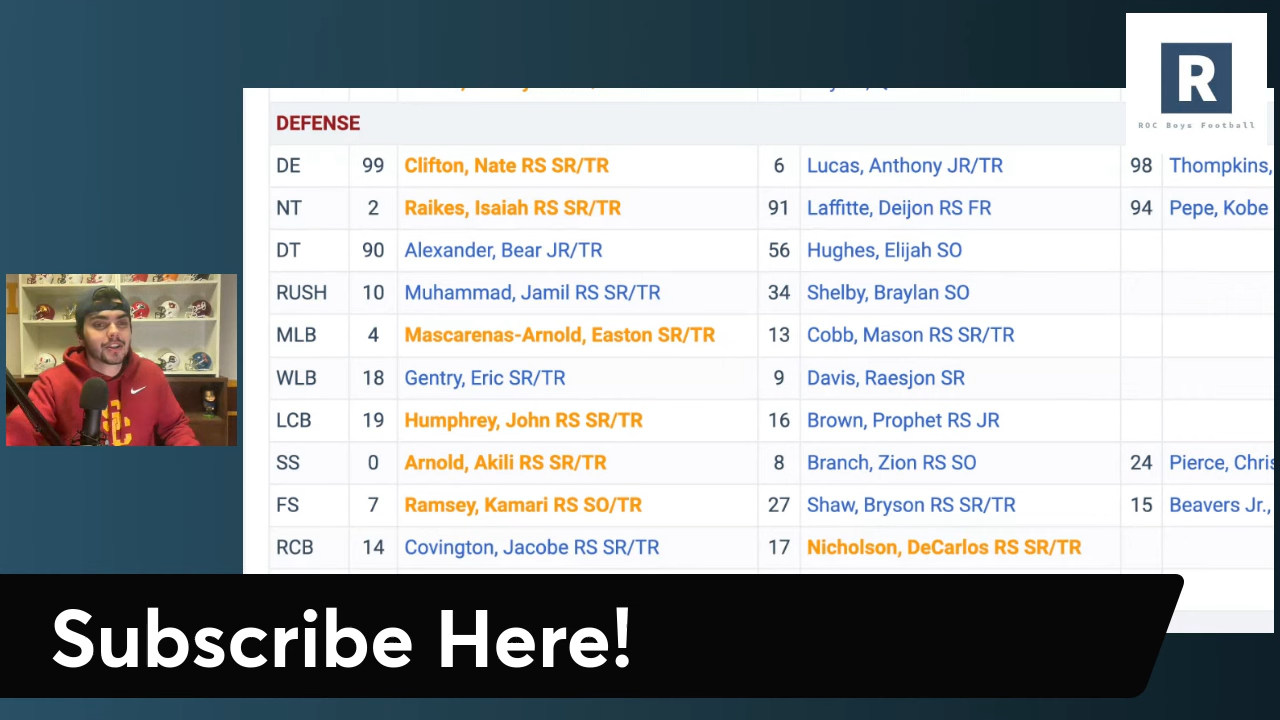 R
ROC Boys Football
DEFENSE
DE 99 Clifton, Nate RS SR/TR 6 Lucas, Anthony JR/TR 98 Thompkins,
NT 2 Raikes, Isaiah RS SR/TR 91 Laffitte, Deijon RS FR 94 Pepe, Kobe
DT 90 Alexander, Bear JR/TR 56 Hughes, Elijah SO
RUSH 10 Muhammad, Jamil RS SR/TR 34 Shelby, Braylan SO
MLB 4 Mascarenas-Arnold, Easton SR/TR 13 Cobb, Mason RS SR/TR
WLB 18 Gentry, Eric SR/TR 9 Davis, Raesjon SR
LCB 19 Humphrey, John RS SR/TR 16 Brown, Prophet RS JR
SS 0 Arnold, Akili RS SR/TR 8 Branch, Zion RS SO 24 Pierce, Chris
FS 7 Ramsey, Kamari RS SO/TR 27 Shaw, Bryson RS SR/TR 15 Beavers Jr.,
RCB 14 Covington, Jacobe RS SR/TR 17 Nicholson, DeCarlos RS SR/TR
SC
Subscribe Here!